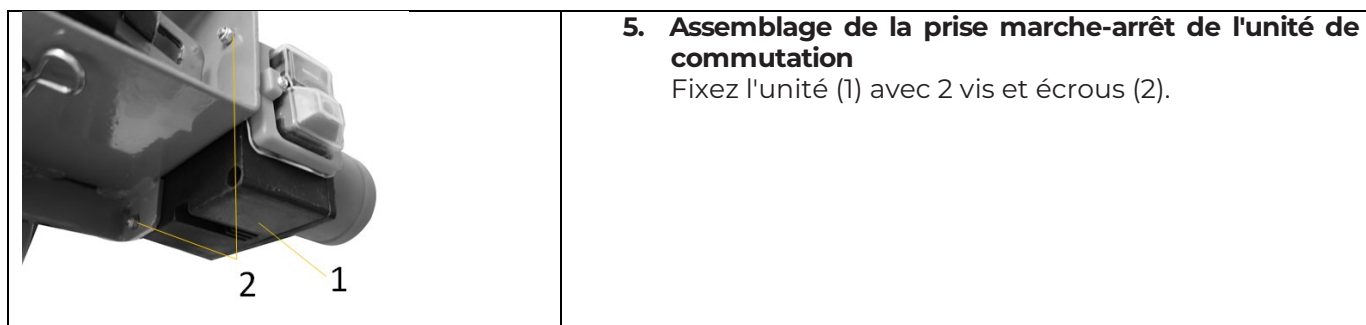 5. Assemblage de la prise marche-arrêt de l'unité de
commutation
Fixez l'unité (1) avec 2 vis et écrous (2).
2
1